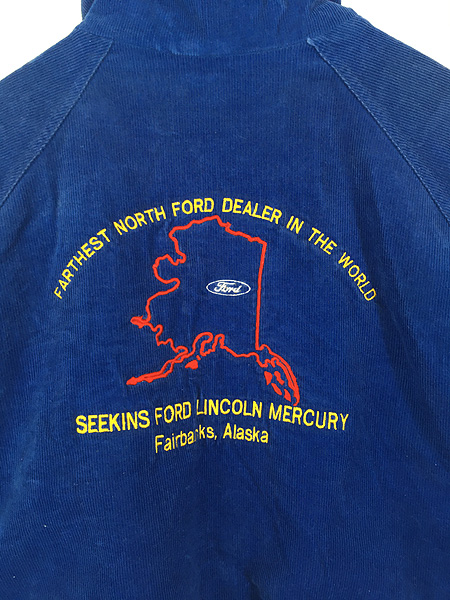 FARTHEST NORTH FORD DEALER IN THE WORLD
Ford
SEEKINS FORD LINCOLN MERCURY
Fairbanks, Alaska